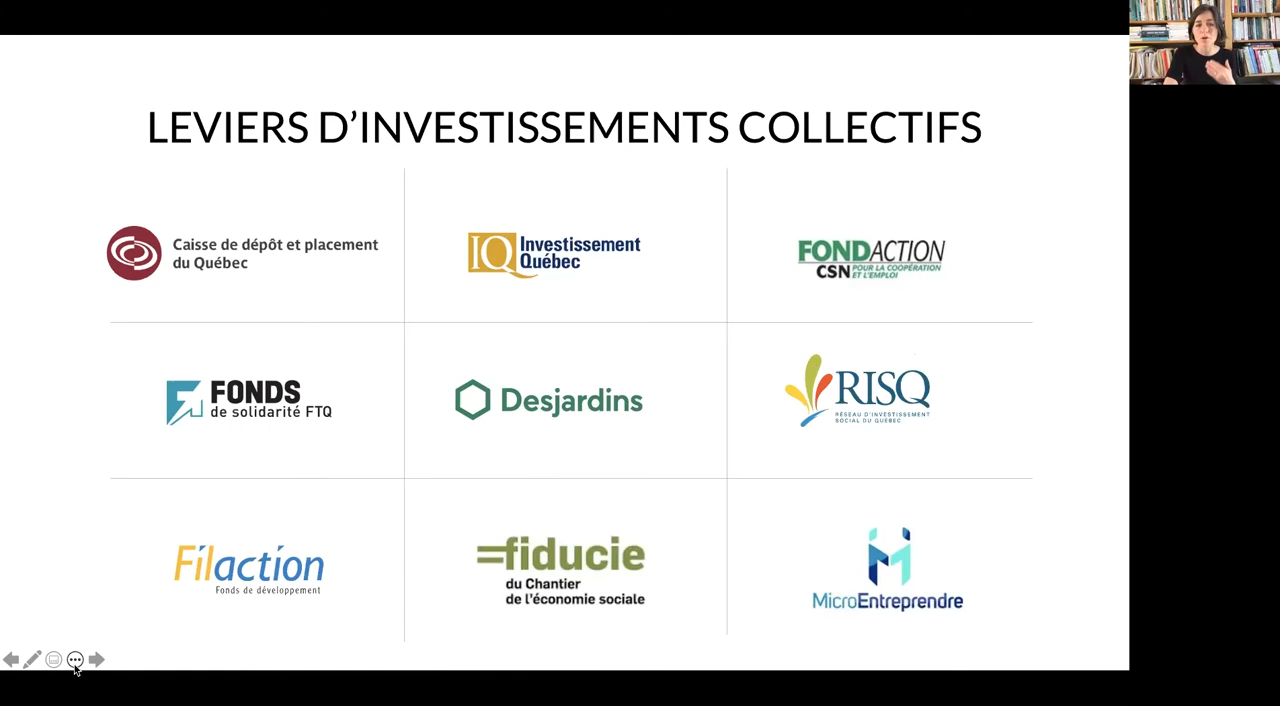 LEVIERS D’INVESTISSEMENTS COLLECTIFS
Caisse de dépôt et placement
du Québec
IQ Investissement
Québec
FONDACTION
CSN POUR LA COOPÉRATION
ET L'EMPLOI
FONDS
de solidarité FTQ
Desjardins
RISQ
RÉSEAU D'INVESTISSEMENT
SOCIAL DU QUÉBEC
Filaction
Fonds de développement
fiducie
du Chantier
de l'économie sociale
MicroEntreprendre